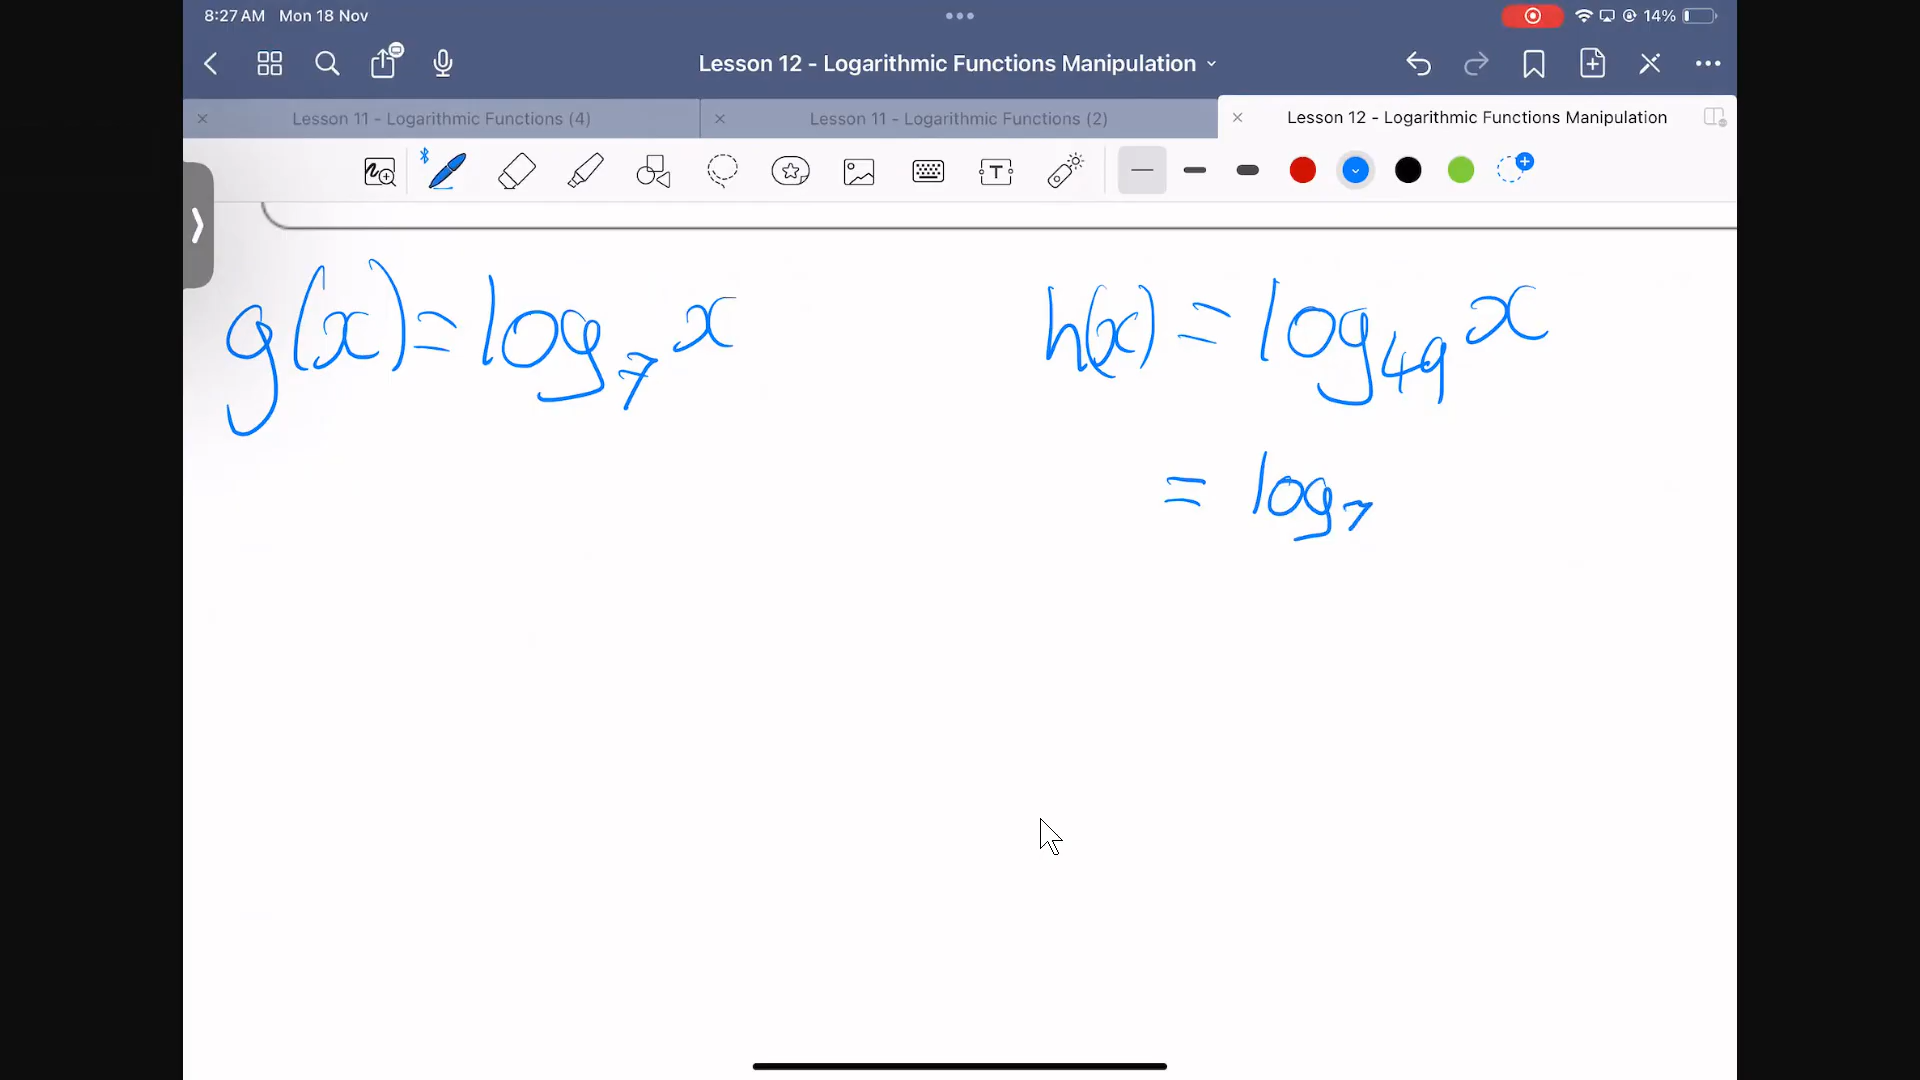 8:27 AM Mon 18 Nov
14%
Lesson 12 - Logarithmic Functions Manipulation
Lesson 11 - Logarithmic Functions (4)
Lesson 11 - Logarithmic Functions (2)
Lesson 12 - Logarithmic Functions Manipulation
T
g(x) = log₇ x
h(x) = log₄₉ x
= log₇